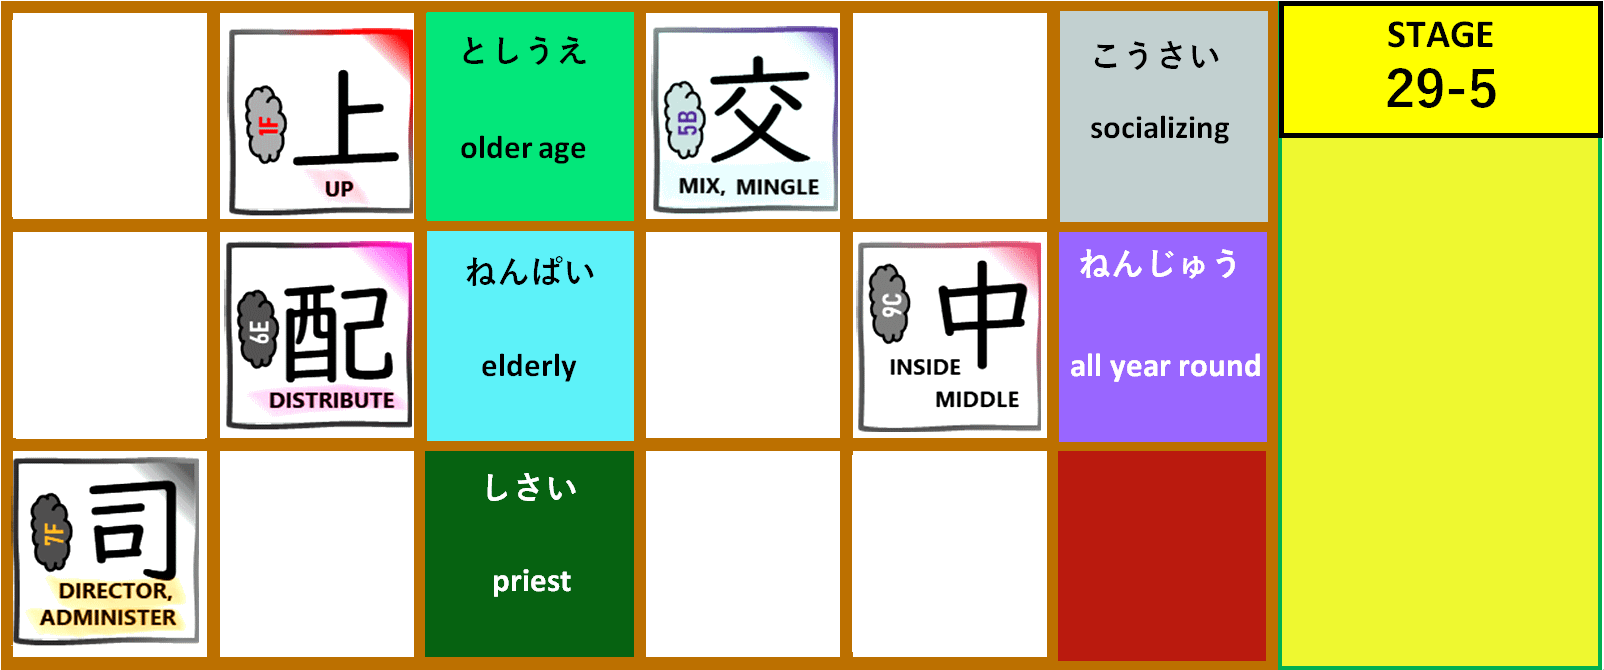 1F
上
UP
としうえ
older age
5B
交
MIX, MINGLE
こうさい
socializing
STAGE
29-5
6E
配
DISTRIBUTE
ねんぱい
elderly
9C
中
INSIDE
MIDDLE
ねんじゅう
all year round
7F
司
DIRECTOR,
ADMINISTER
しさい
priest